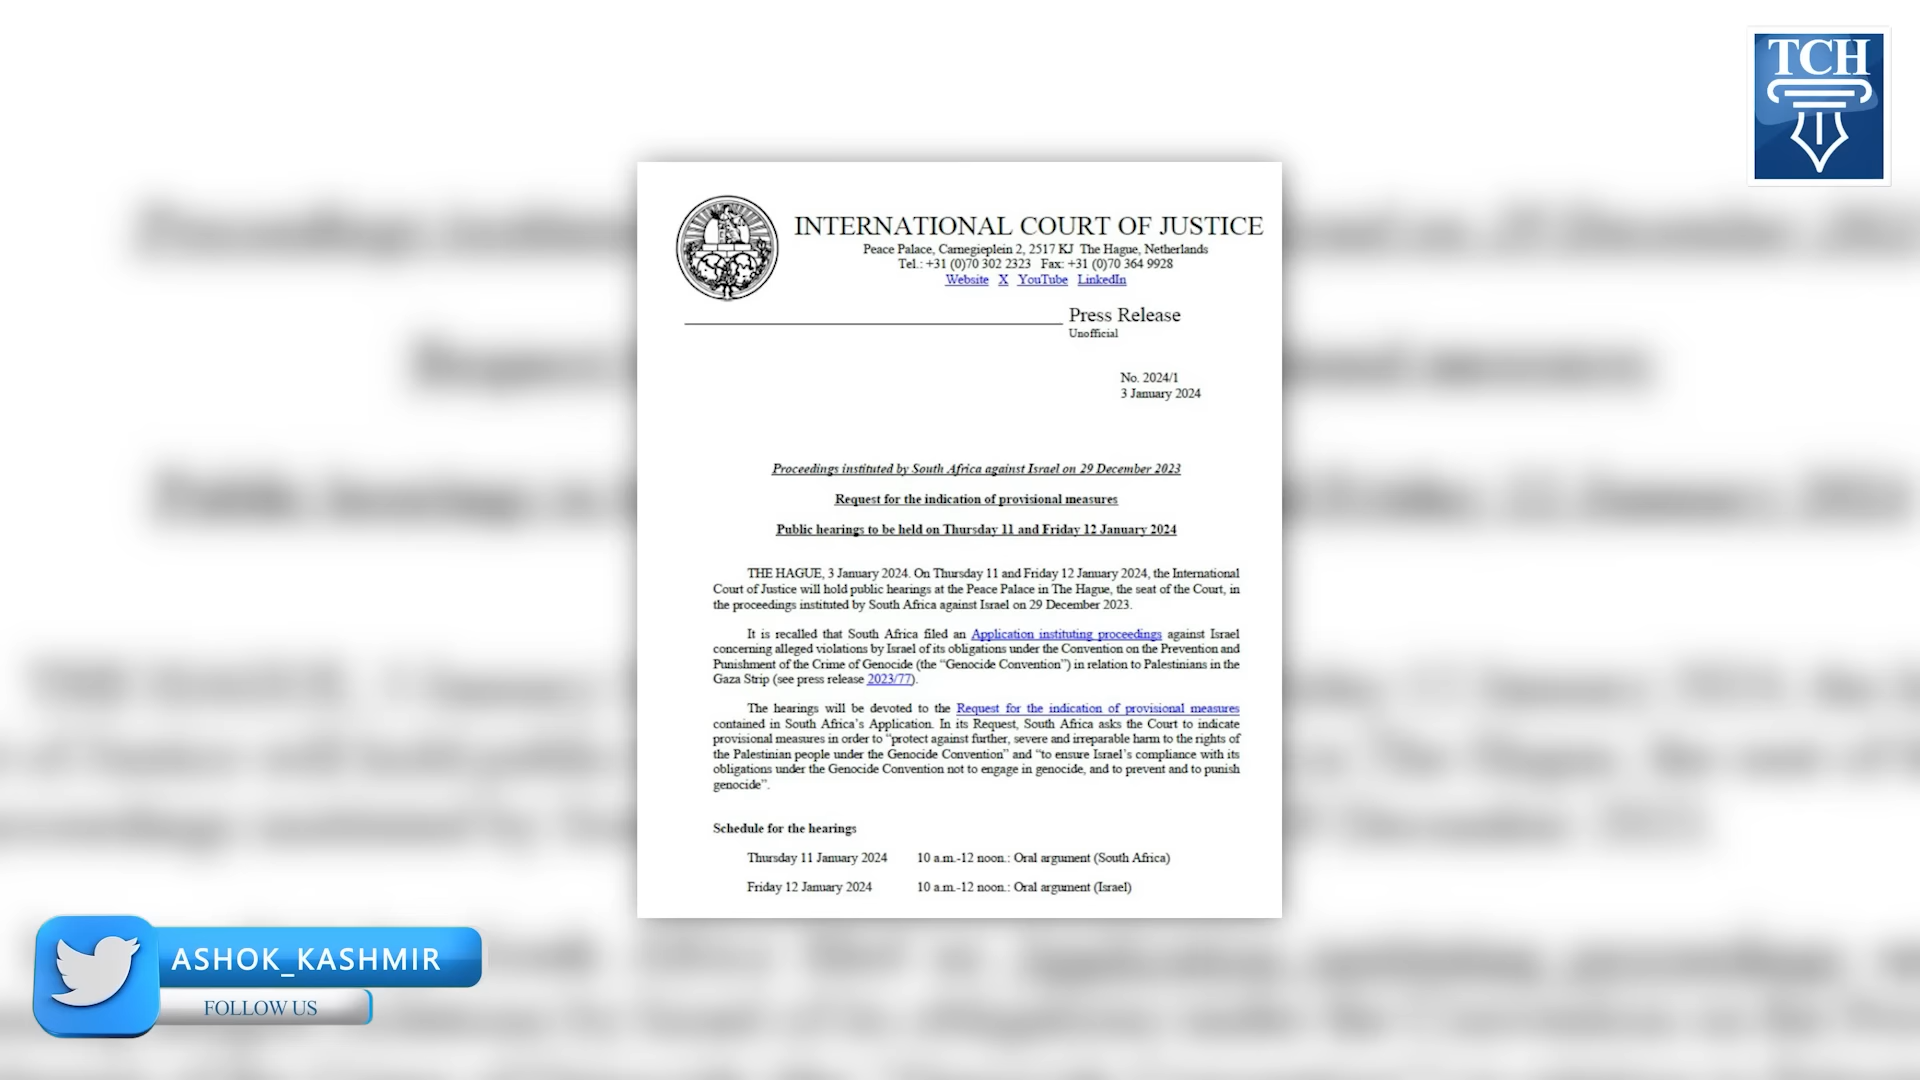 TCH
INTERNATIONAL COURT OF JUSTICE
Peace Palace, Carnegieplein 2, 2517 KJ The Hague, Netherlands
Tel.: +31 (0)70 302 2323 Fax: +31 (0)70 364 9928
Website X YouTube LinkedIn
Press Release
Unofficial
No. 2024/1
3 January 2024
Proceedings instituted by South Africa against Israel on 29 December 2023
Request for the indication of provisional measures
Public hearings to be held on Thursday 11 and Friday 12 January 2024
THE HAGUE, 3 January 2024. On Thursday 11 and Friday 12 January 2024, the International
Court of Justice will hold public hearings at the Peace Palace in The Hague, the seat of the Court, in
the proceedings instituted by South Africa against Israel on 29 December 2023.
It is recalled that South Africa filed an Application instituting proceedings against Israel
concerning alleged violations by Israel of its obligations under the Convention on the Prevention and
Punishment of the Crime of Genocide (the “Genocide Convention”) in relation to Palestinians in the
Gaza Strip (see press release 2023/77).
The hearings will be devoted to the Request for the indication of provisional measures
contained in South Africa’s Application. In its Request, South Africa asks the Court to indicate
provisional measures in order to “protect against further, severe and irreparable harm to the rights of
the Palestinian people under the Genocide Convention” and “to ensure Israel’s compliance with its
obligations under the Genocide Convention not to engage in genocide, and to prevent and to punish
genocide”.
Schedule for the hearings
Thursday 11 January 2024 10 a.m.-12 noon.: Oral argument (South Africa)
Friday 12 January 2024 10 a.m.-12 noon.: Oral argument (Israel)
ASHOK_KASHMIR
FOLLOW US